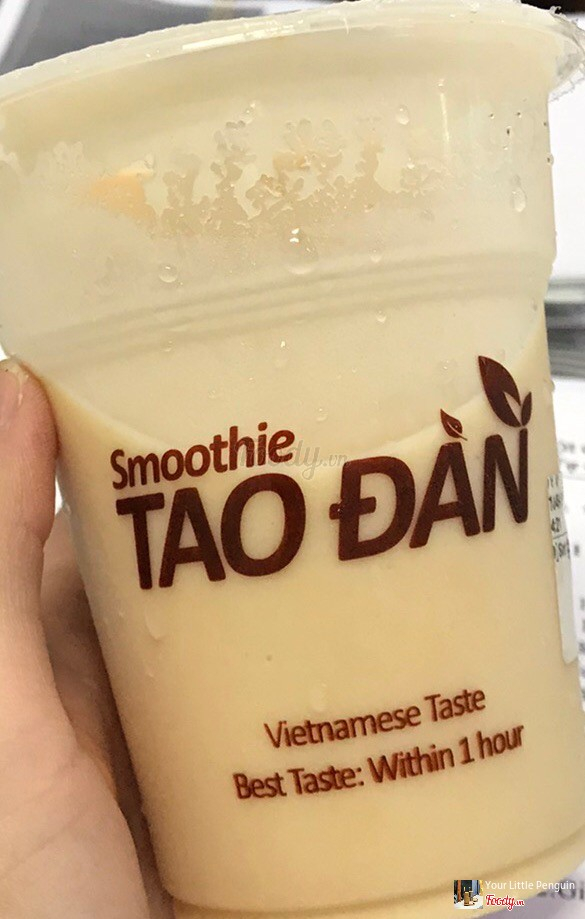 Smoothie
TAO ĐÀN
Vietnamese Taste
Best Taste: Within 1 hour
Your Little Penguin
Foody.vn